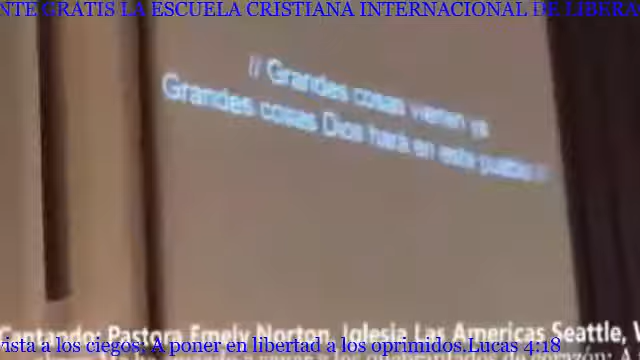 NTE GRATIS LA ESCUELA CRISTIANA INTERNACIONAL DE LIBERA
// Grandes cosas vienen ya
Grandes cosas Dios hará en este pueblo //
Cantando: Pastora Emely Norton, Iglesia Las Americas Seattle, V
vista a los ciegos; A poner en libertad a los oprimidos.Lucas 4:18